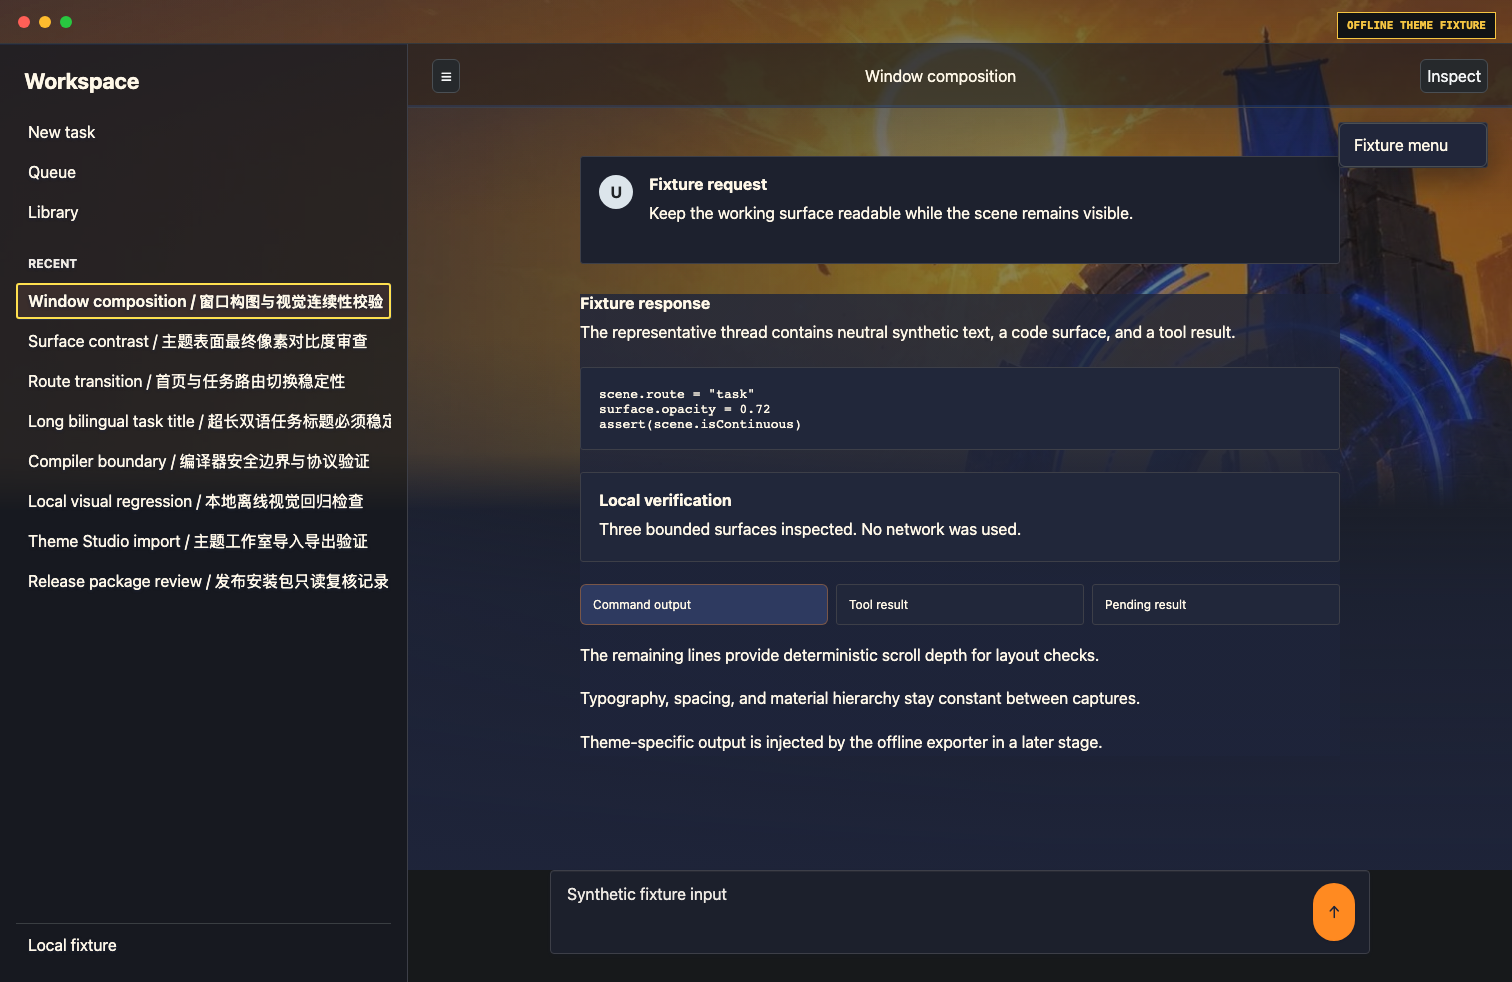 OFFLINE THEME FIXTURE
Workspace
New task
Queue
Library
RECENT
Window composition / 窗口构图与视觉连续性校验
Surface contrast / 主题表面最终像素对比度审查
Route transition / 首页与任务路由切换稳定性
Long bilingual task title / 超长双语任务标题必须稳定
Compiler boundary / 编译器安全边界与协议验证
Local visual regression / 本地离线视觉回归检查
Theme Studio import / 主题工作室导入导出验证
Release package review / 发布安装包只读复核记录
Local fixture
Window composition
Inspect
Fixture menu
U
Fixture request
Keep the working surface readable while the scene remains visible.
Fixture response
The representative thread contains neutral synthetic text, a code surface, and a tool result.
scene.route = "task"
surface.opacity = 0.72
assert(scene.isContinuous)
Local verification
Three bounded surfaces inspected. No network was used.
Command output
Tool result
Pending result
The remaining lines provide deterministic scroll depth for layout checks.
Typography, spacing, and material hierarchy stay constant between captures.
Theme-specific output is injected by the offline exporter in a later stage.
Synthetic fixture input